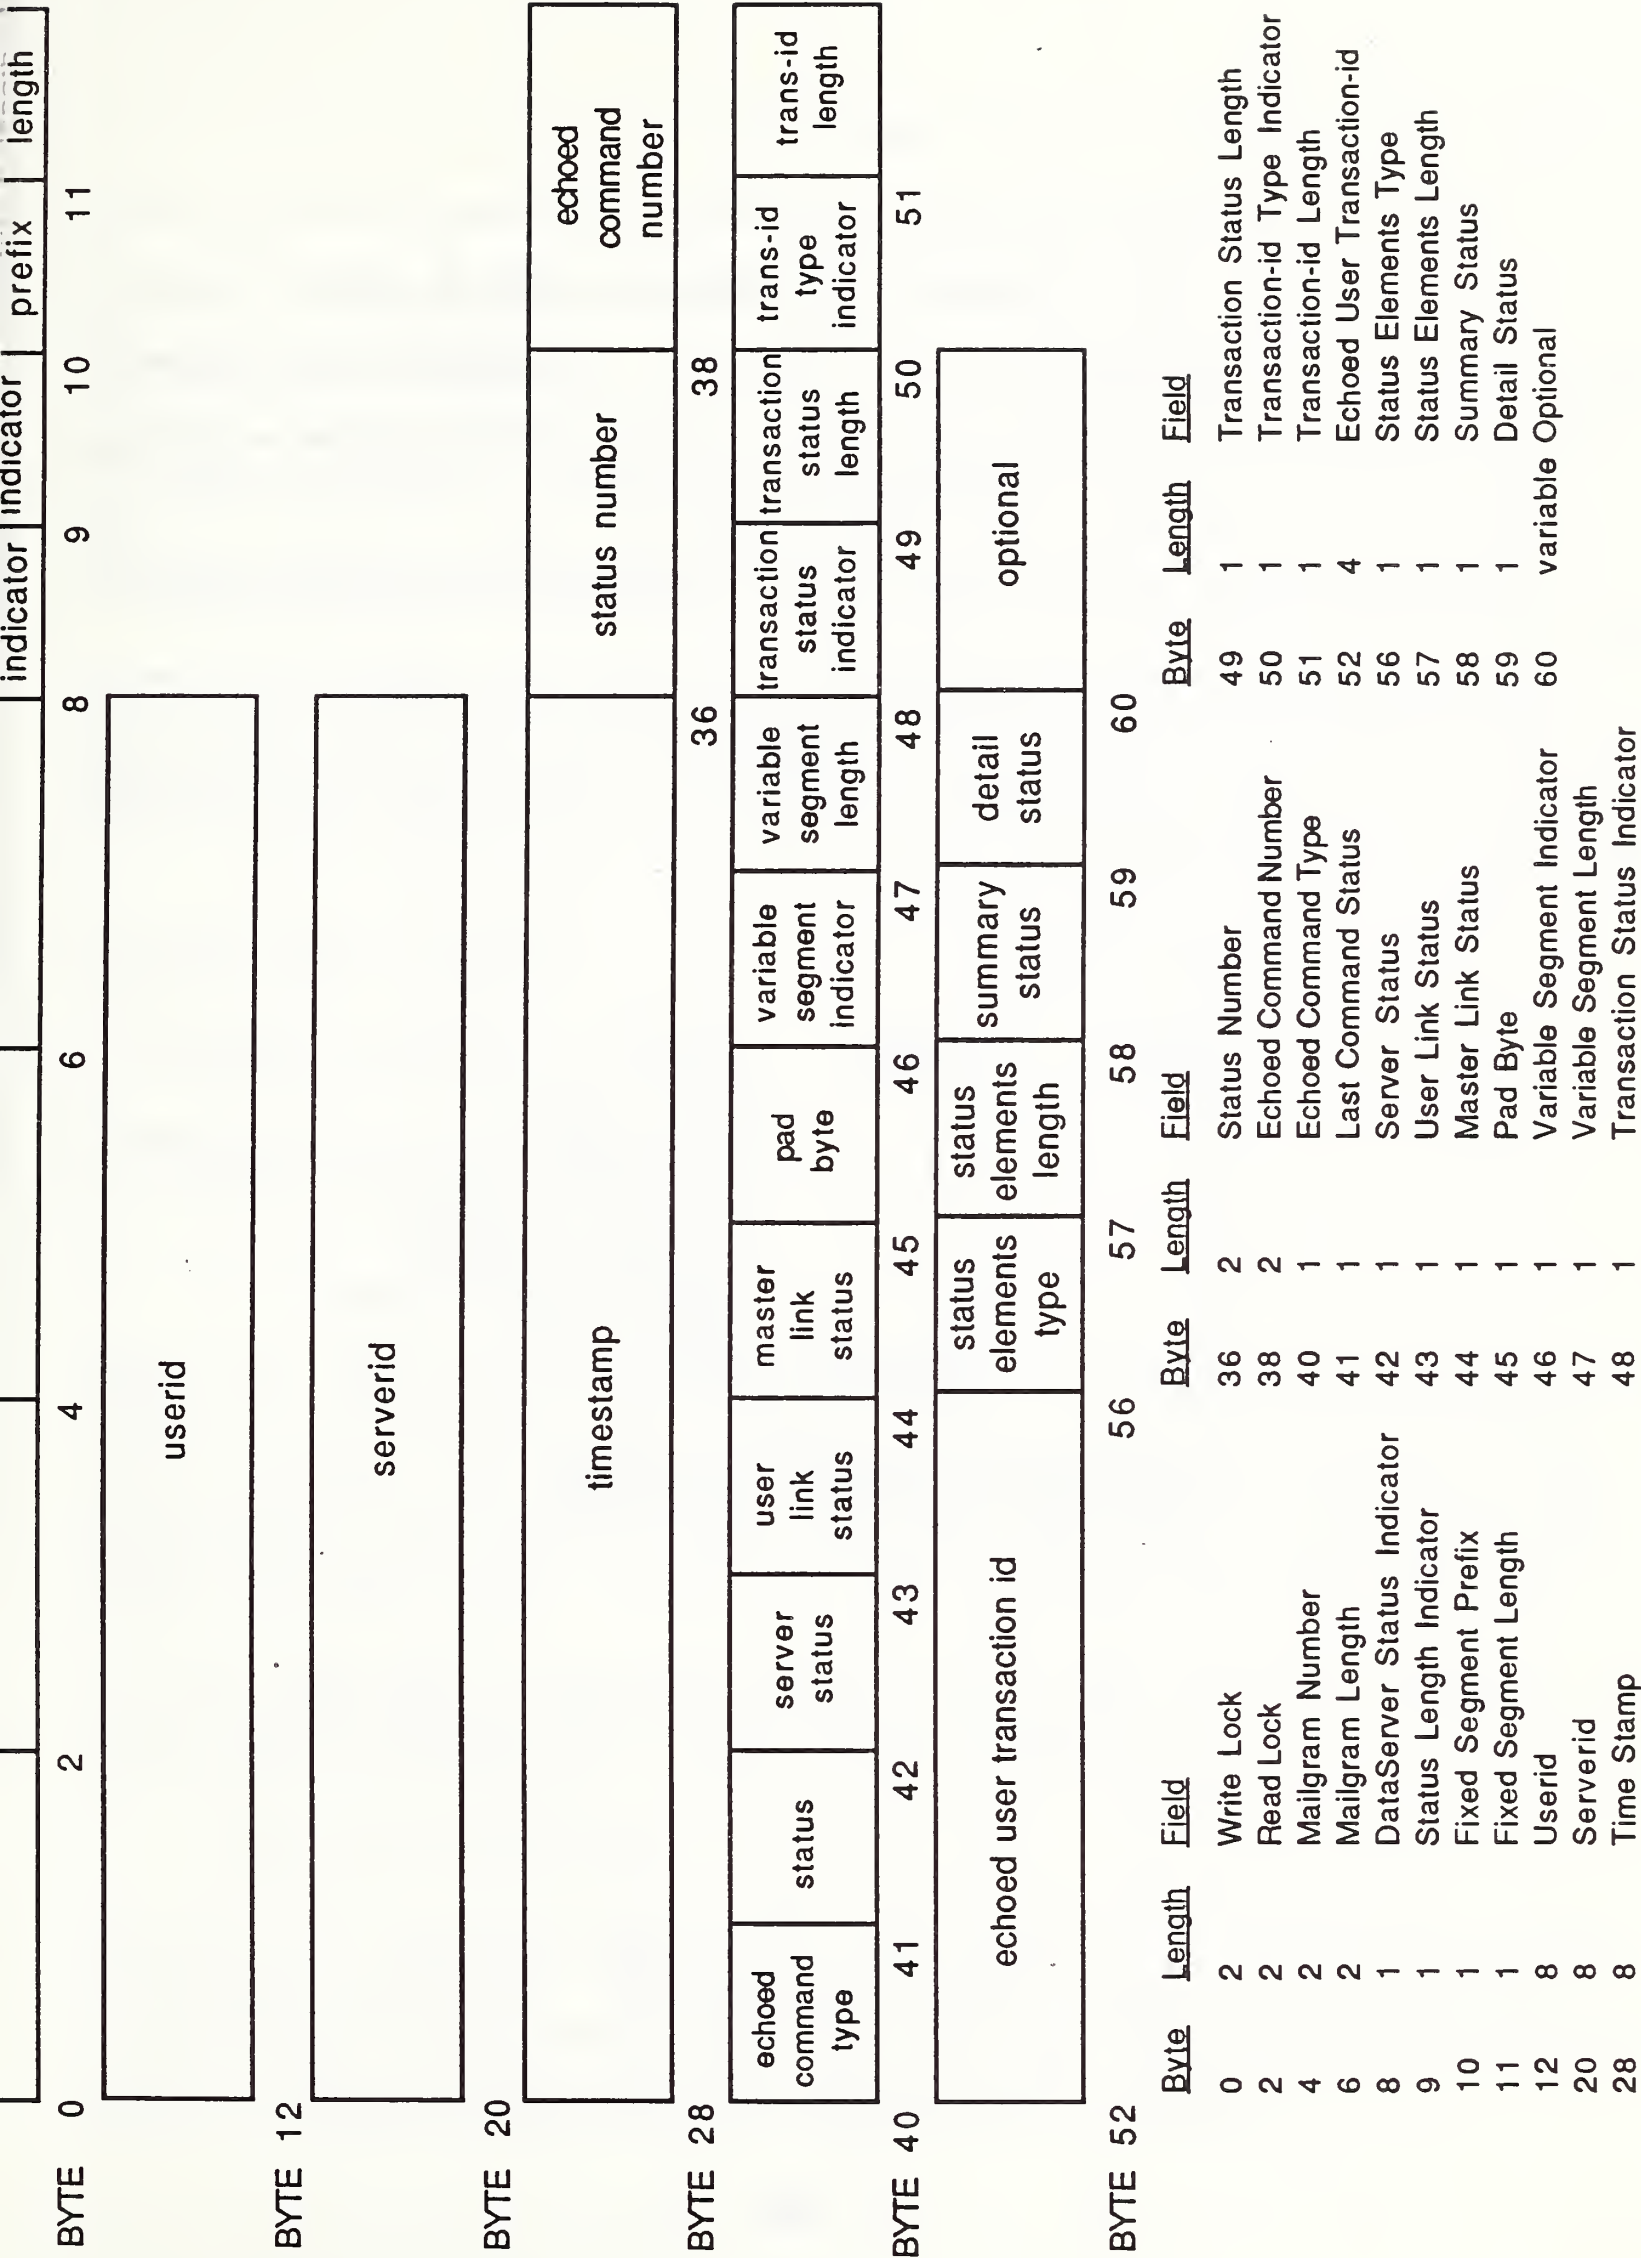 indicator indicator prefix length
BYTE 0 2 4 6 8 9 10 11
userid
BYTE 12
serverid
BYTE 20
timestamp
status number
echoed
command
number
BYTE 28 36 38
echoed
command
type
status
server
status
user
link
status
master
link
status
pad
byte
variable
segment
indicator
variable
segment
length
transaction
status
indicator
transaction
status
length
trans-id
type
indicator
trans-id
length
BYTE 40 41 42 43 44 45 46 47 48 49 50 51
echoed user transaction id
status
elements
type
status
elements
length
summary
status
detail
status
optional
BYTE 52 56 57 58 59 60
Byte Length Field
0 2 Write Lock
2 2 Read Lock
4 2 Mailgram Number
6 2 Mailgram Length
8 1 DataServer Status Indicator
9 1 Status Length Indicator
10 1 Fixed Segment Prefix
11 1 Fixed Segment Length
12 8 Userid
20 8 Serverid
28 8 Time Stamp
Byte Length Field
36 2 Status Number
38 2 Echoed Command Number
40 1 Echoed Command Type
41 1 Last Command Status
42 1 Server Status
43 1 User Link Status
44 1 Master Link Status
45 1 Pad Byte
46 1 Variable Segment Indicator
47 1 Variable Segment Length
48 1 Transaction Status Indicator
Byte Length Field
49 1 Transaction Status Length
50 1 Transaction-id Type Indicator
51 1 Transaction-id Length
52 4 Echoed User Transaction-id
56 1 Status Elements Type
57 1 Status Elements Length
58 1 Summary Status
59 1 Detail Status
60 variable Optional